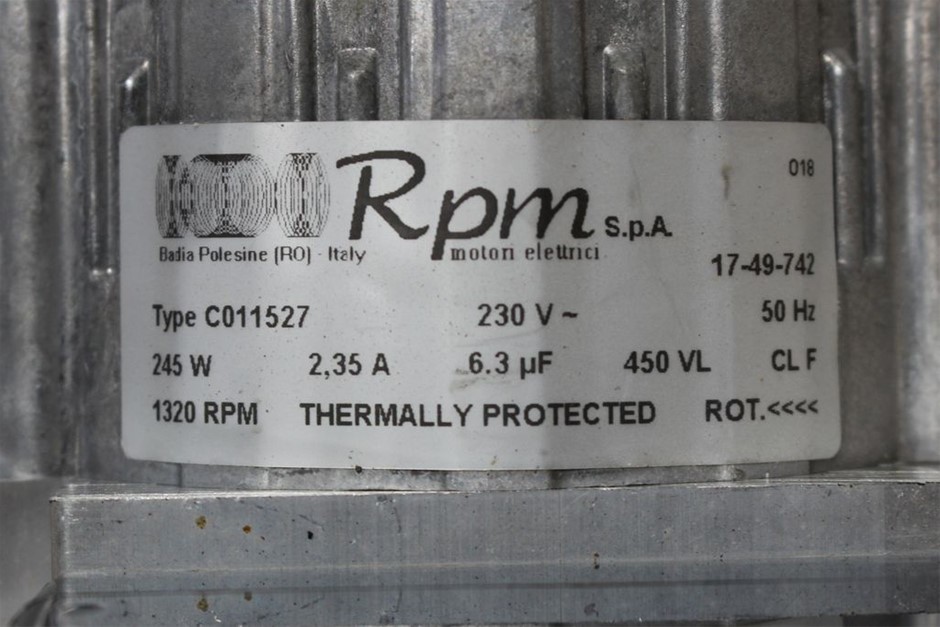 018
Rpm S.p.A.
Badia Polesine (RO) - Italy motori elettrici
17-49-742
Type C011527 230 V ~ 50 Hz
245 W 2,35 A 6.3 µF 450 VL CL F
1320 RPM THERMALLY PROTECTED ROT.<<<<